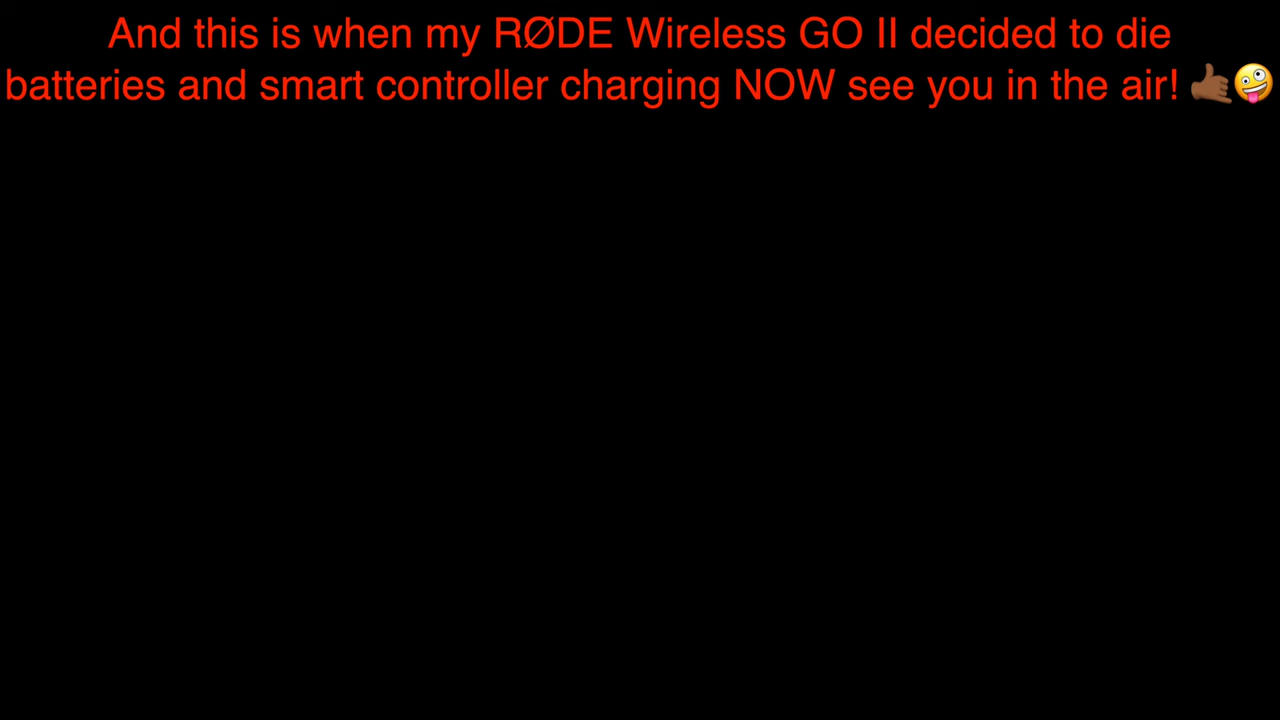 And this is when my RØDE Wireless GO II decided to die
batteries and smart controller charging NOW see you in the air! 🤙🏾🤪